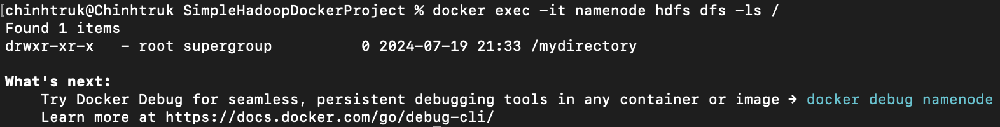 [chinhtruk@Chinhtruk SimpleHadoopDockerProject % docker exec -it namenode hdfs dfs -ls /
Found 1 items
drwxr-xr-x   - root supergroup          0 2024-07-19 21:33 /mydirectory
What's next:
    Try Docker Debug for seamless, persistent debugging tools in any container or image → docker debug namenode
    Learn more at https://docs.docker.com/go/debug-cli/